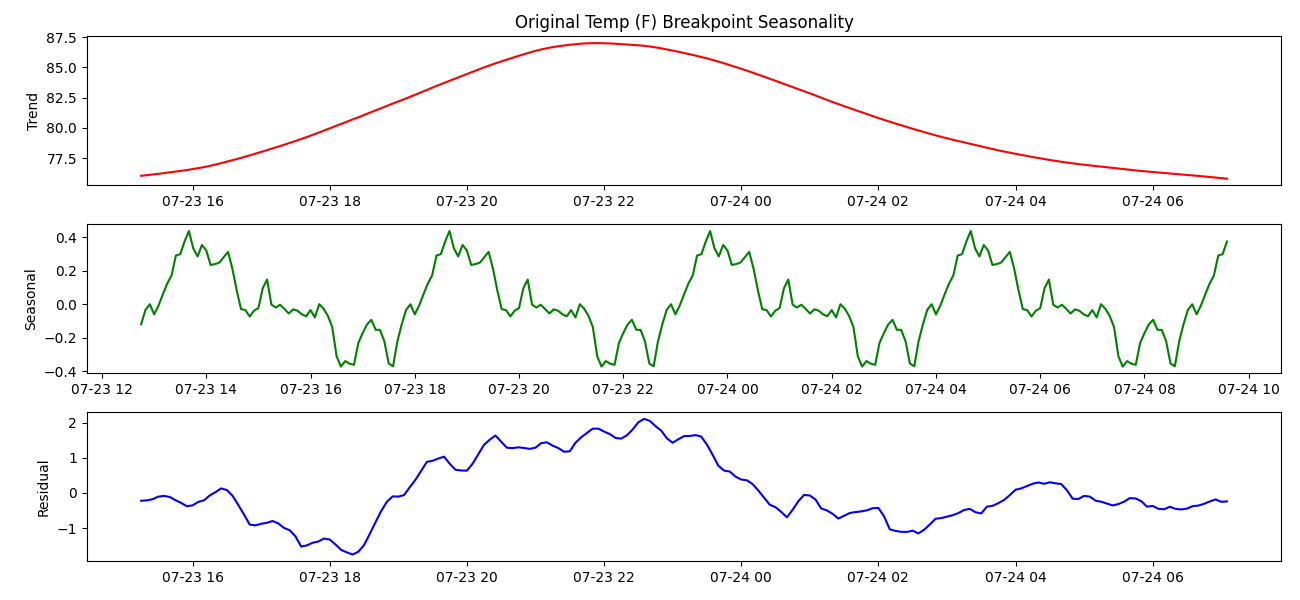 Original Temp (F) Breakpoint Seasonality
87.5
85.0
82.5
80.0
77.5
Trend
07-23 16 07-23 18 07-23 20 07-23 22 07-24 00 07-24 02 07-24 04 07-24 06
0.4
0.2
0.0
−0.2
−0.4
Seasonal
07-23 12 07-23 14 07-23 16 07-23 18 07-23 20 07-23 22 07-24 00 07-24 02 07-24 04 07-24 06 07-24 08 07-24 10
2
1
0
−1
Residual
07-23 16 07-23 18 07-23 20 07-23 22 07-24 00 07-24 02 07-24 04 07-24 06